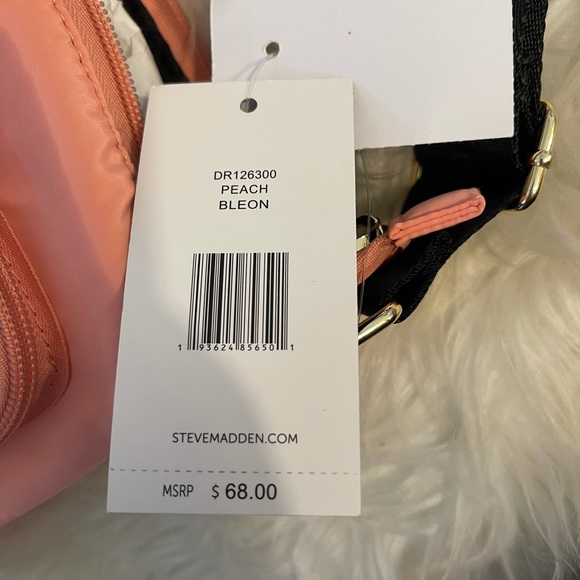 DR126300
PEACH
BLEON
1 93624 85650 1
STEVEMADDEN.COM
MSRP $ 68.00